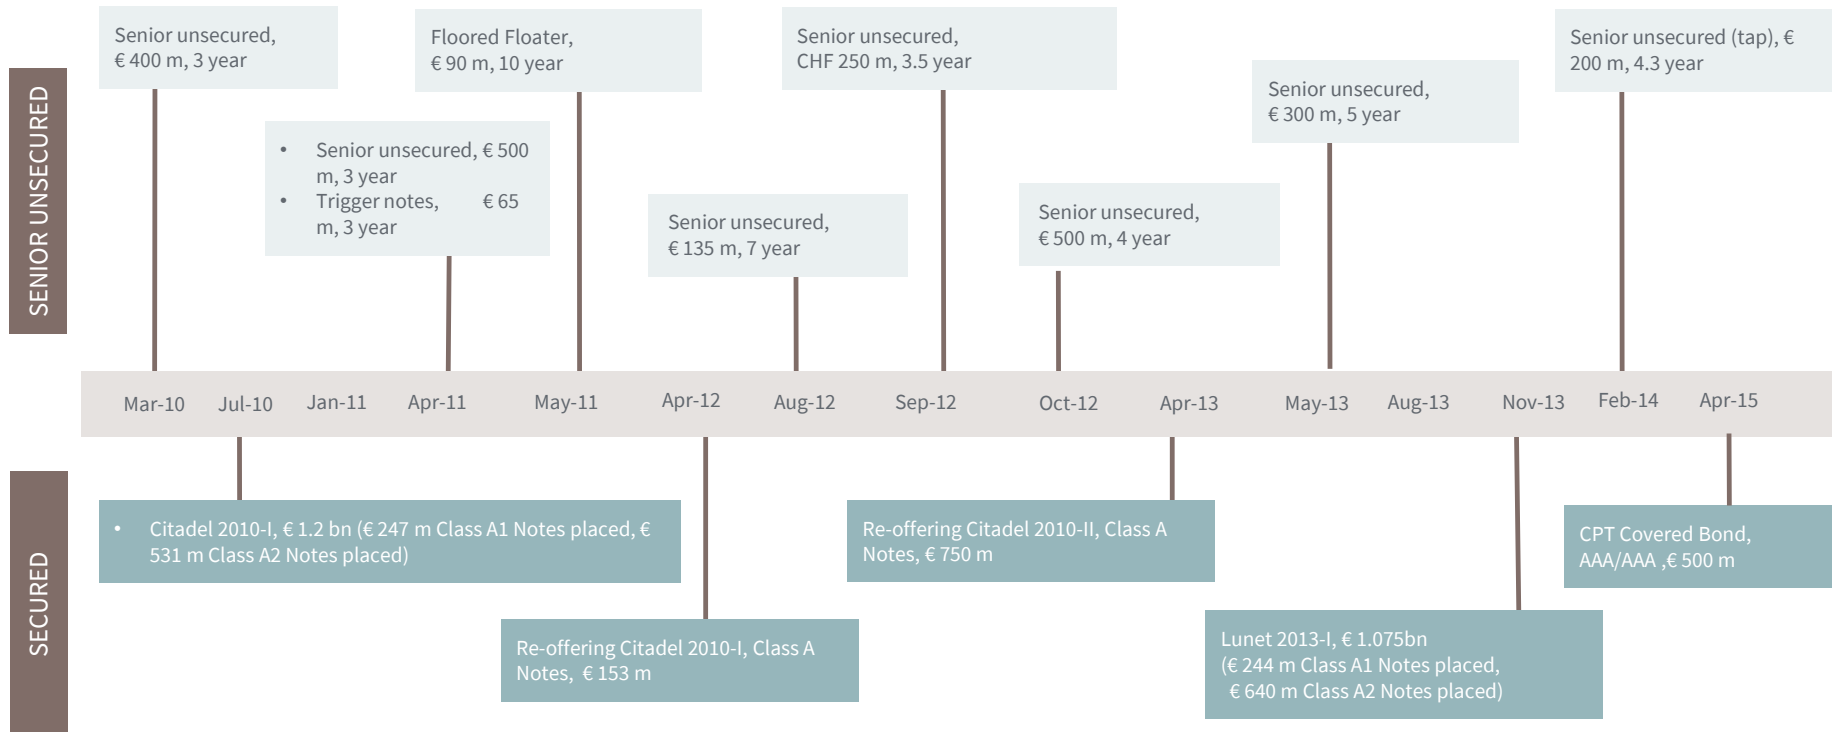 SENIOR UNSECURED
Senior unsecured,
€ 400 m, 3 year
• Senior unsecured, € 500
m, 3 year
• Trigger notes, € 65
m, 3 year
Floored Floater,
€ 90 m, 10 year
Senior unsecured,
€ 135 m, 7 year
Senior unsecured,
CHF 250 m, 3.5 year
Senior unsecured,
€ 500 m, 4 year
Senior unsecured,
€ 300 m, 5 year
Senior unsecured (tap), €
200 m, 4.3 year
Mar-10 Jul-10 Jan-11 Apr-11 May-11 Apr-12 Aug-12 Sep-12 Oct-12 Apr-13 May-13 Aug-13 Nov-13 Feb-14 Apr-15
SECURED
• Citadel 2010-I, € 1.2 bn (€ 247 m Class A1 Notes placed, €
531 m Class A2 Notes placed)
Re-offering Citadel 2010-I, Class A
Notes, € 153 m
Re-offering Citadel 2010-II, Class A
Notes, € 750 m
Lunet 2013-I, € 1.075bn
(€ 244 m Class A1 Notes placed,
€ 640 m Class A2 Notes placed)
CPT Covered Bond,
AAA/AAA ,€ 500 m